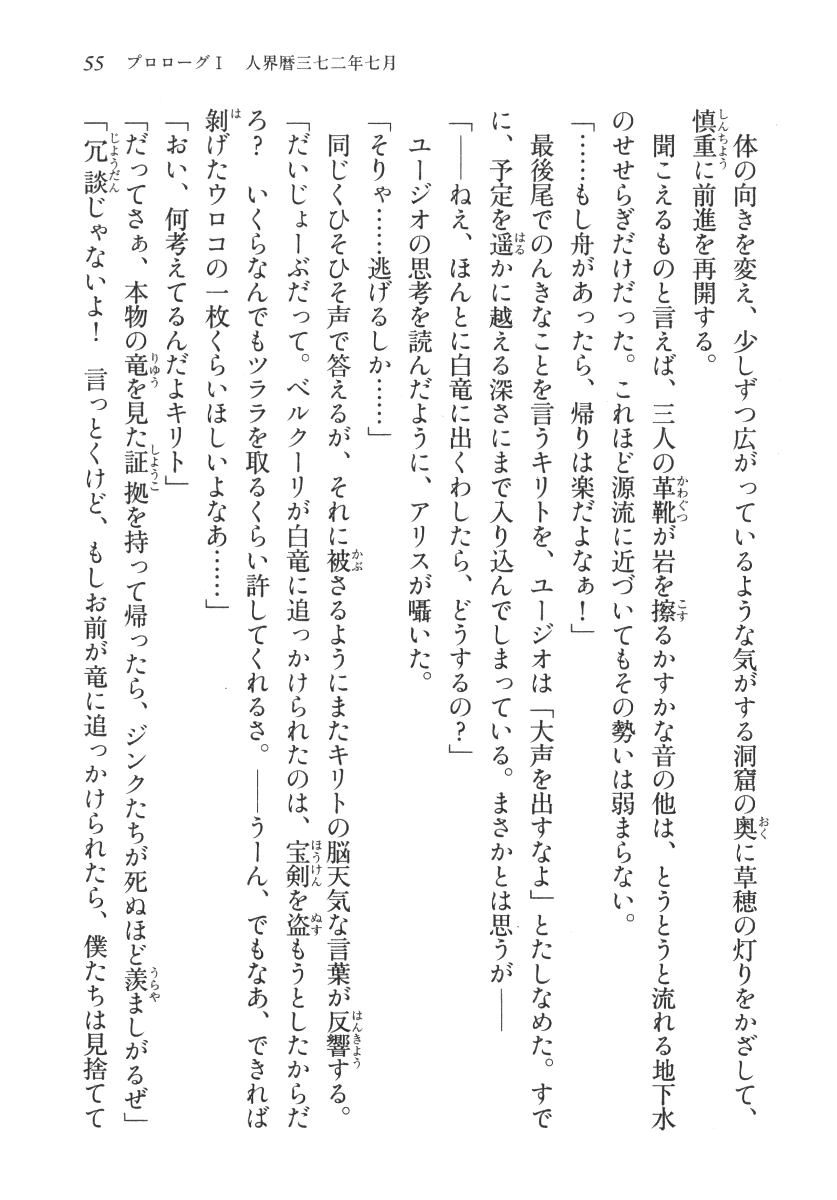 55　プロローグⅠ　人界暦三七二年七月
体の向きを変え、少しずつ広がっているような気がする洞窟の奥に草穂の灯りをかざして、
慎重に前進を再開する。
聞こえるものと言えば、三人の革靴が岩を擦るかすかな音の他は、とうとうと流れる地下水
のせせらぎだけだった。これほど源流に近づいてもその勢いは弱まらない。
「……もし舟があったら、帰りは楽だよなぁ！」
最後尾でのんきなことを言うキリトを、ユージオは「大声を出すなよ」とたしなめた。すで
に、予定を遥かに越える深さにまで入り込んでしまっている。まさかとは思うが――
「――ねえ、ほんとに白竜に出くわしたら、どうするの？」
ユージオの思考を読んだように、アリスが囁いた。
「そりゃ……逃げるしか……」
同じくひそひそ声で答えるが、それに被さるようにまたキリトの脳天気な言葉が反響する。
「だいじょーぶだって。ベルクーリが白竜に追っかけられたのは、宝剣を盗もうとしたからだ
ろ？　いくらなんでもツララを取るくらい許してくれるさ。――うーん、でもなあ、できれば
剝げたウロコの一枚くらいほしいよなあ……」
「おい、何考えてるんだよキリト」
「だってさぁ、本物の竜を見た証拠を持って帰ったら、ジンクたちが死ぬほど羨ましがるぜ」
「冗談じゃないよ！　言っとくけど、もしお前が竜に追っかけられたら、僕たちは見捨てて